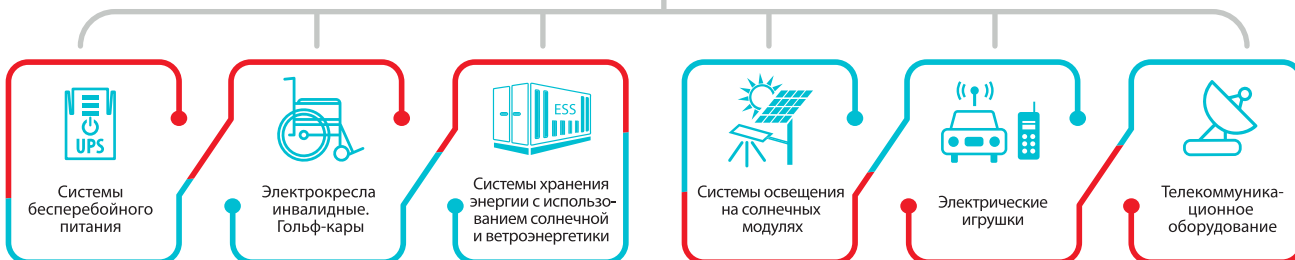 UPS
Системы
бесперебойного
питания
Электрокресла
инвалидные.
Гольф-кары
ESS
Системы хранения
энергии с использо-
ванием солнечной
и ветроэнергетики
Системы освещения
на солнечных
модулях
Электрические
игрушки
Телекоммуника-
ционное
оборудование